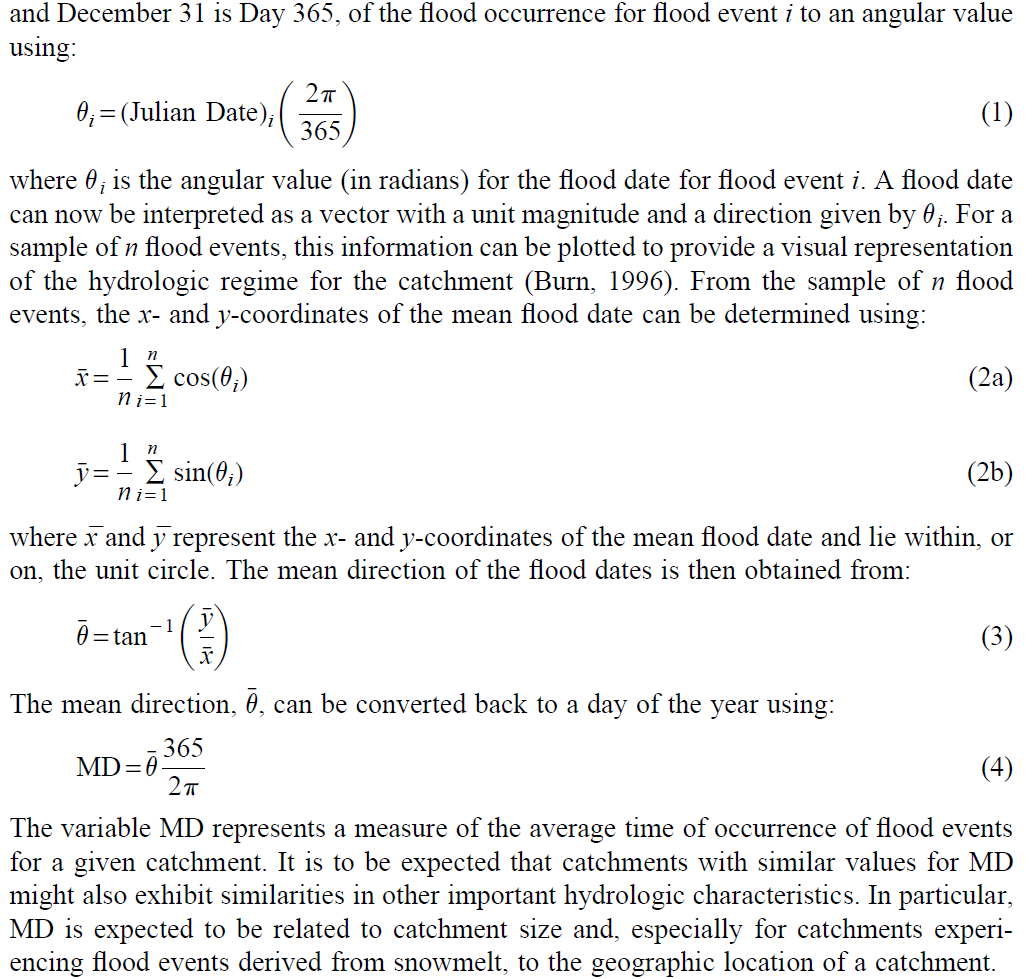 and December 31 is Day 365, of the flood occurrence for flood event i to an angular value
using:
θᵢ = (Julian Date)ᵢ (2π/365) (1)
where θᵢ is the angular value (in radians) for the flood date for flood event i. A flood date
can now be interpreted as a vector with a unit magnitude and a direction given by θᵢ. For a
sample of n flood events, this information can be plotted to provide a visual representation
of the hydrologic regime for the catchment (Burn, 1996). From the sample of n flood
events, the x- and y-coordinates of the mean flood date can be determined using:
x̄ = 1/n Σⁿᵢ₌₁ cos(θᵢ) (2a)
ȳ = 1/n Σⁿᵢ₌₁ sin(θᵢ) (2b)
where x̄ and ȳ represent the x- and y-coordinates of the mean flood date and lie within, or
on, the unit circle. The mean direction of the flood dates is then obtained from:
θ̄ = tan⁻¹(ȳ/x̄) (3)
The mean direction, θ̄, can be converted back to a day of the year using:
MD = θ̄ 365/2π (4)
The variable MD represents a measure of the average time of occurrence of flood events
for a given catchment. It is to be expected that catchments with similar values for MD
might also exhibit similarities in other important hydrologic characteristics. In particular,
MD is expected to be related to catchment size and, especially for catchments experi-
encing flood events derived from snowmelt, to the geographic location of a catchment.